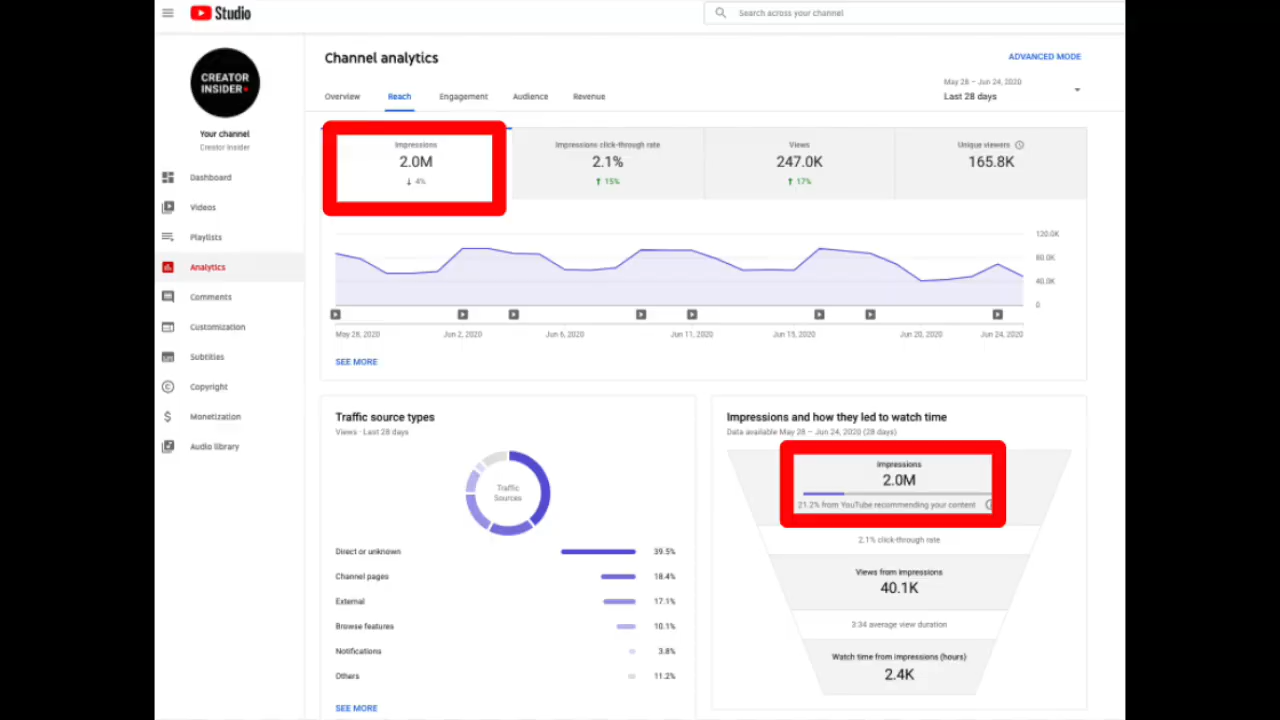 Studio
Search across your channel
CREATOR
INSIDER
Your channel
Creator Insider
Dashboard
Videos
Playlists
Analytics
Comments
Customization
Subtitles
Copyright
Monetization
Audio library
Channel analytics
ADVANCED MODE
May 28 – Jun 24, 2020
Last 28 days
Overview
Reach
Engagement
Audience
Revenue
Impressions
2.0M
↓ 4%
Impressions click-through rate
2.1%
↑ 15%
Views
247.0K
↑ 17%
Unique viewers
165.8K
120.0K
80.0K
40.0K
0
May 28, 2020
Jun 2, 2020
Jun 6, 2020
Jun 11, 2020
Jun 15, 2020
Jun 20, 2020
Jun 24, 2020
SEE MORE
Traffic source types
Views · Last 28 days
Traffic
Sources
Direct or unknown 39.5%
Channel pages 18.4%
External 17.1%
Browse features 10.1%
Notifications 3.8%
Others 11.2%
SEE MORE
Impressions and how they led to watch time
Data available May 28 – Jun 24, 2020 (28 days)
Impressions
2.0M
21.2% from YouTube recommending your content
2.1% click-through rate
Views from impressions
40.1K
3:34 average view duration
Watch time from impressions (hours)
2.4K